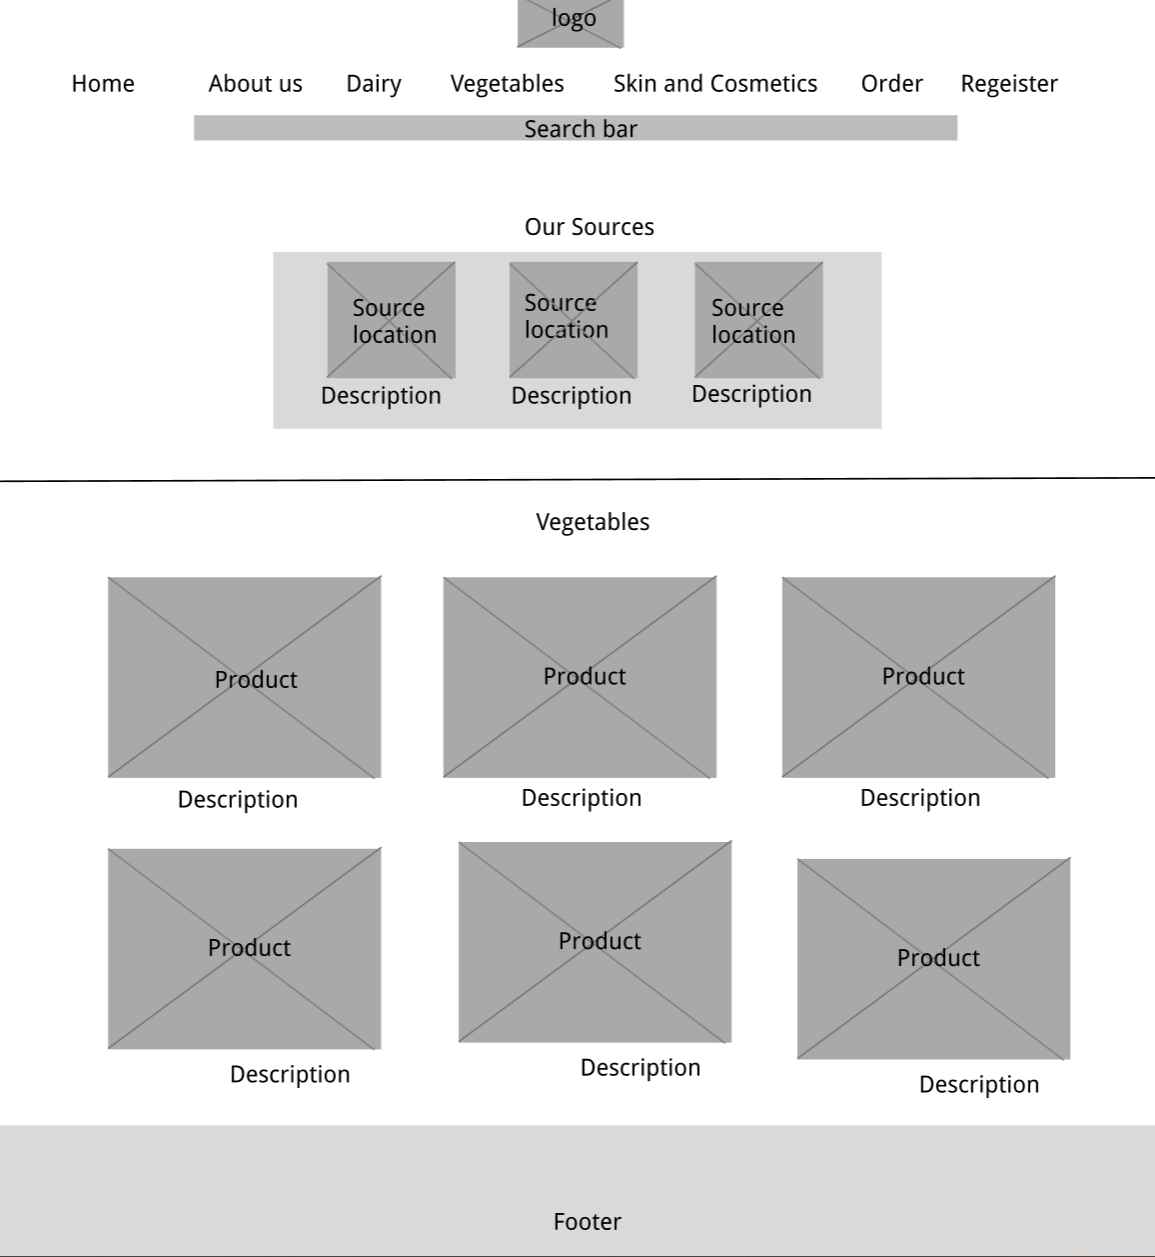 logo
Home About us Dairy Vegetables Skin and Cosmetics Order Regeister
Search bar
Our Sources
Source
location
Source
location
Source
location
Description Description Description
Vegetables
Product Product Product
Description Description Description
Product Product Product
Description Description Description
Footer